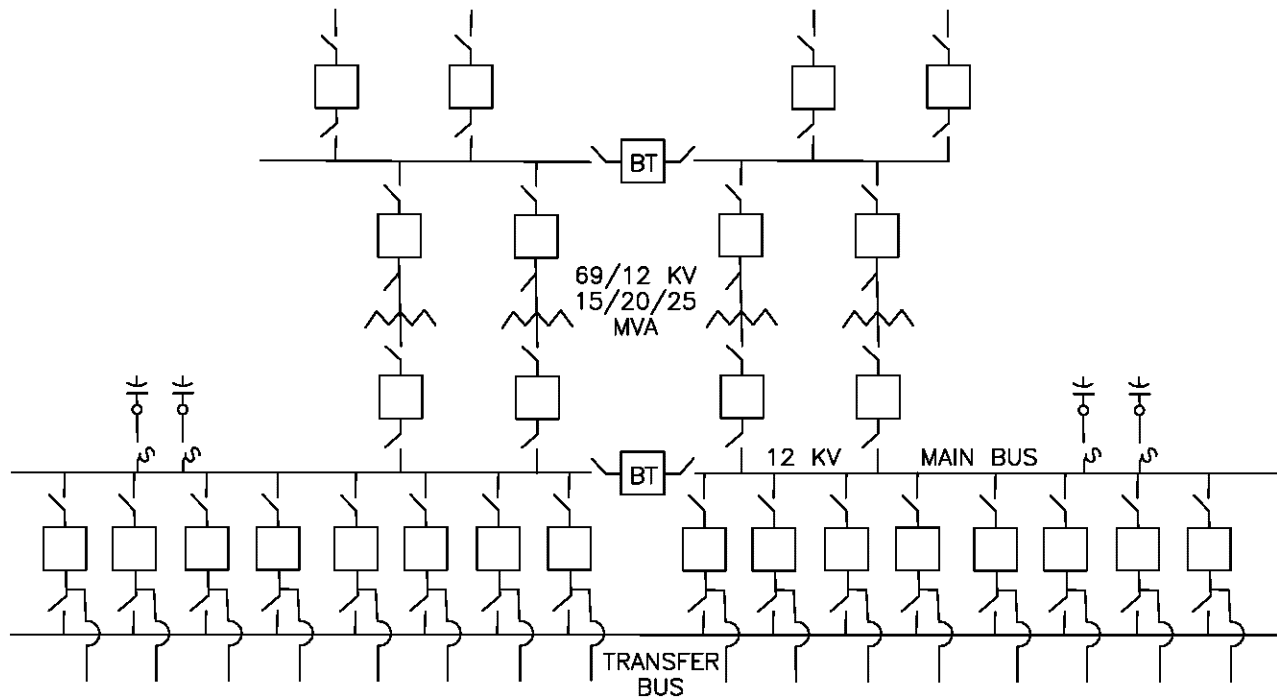 BT
69/12 KV
15/20/25
MVA
12 KV MAIN BUS
BT
TRANSFER
BUS